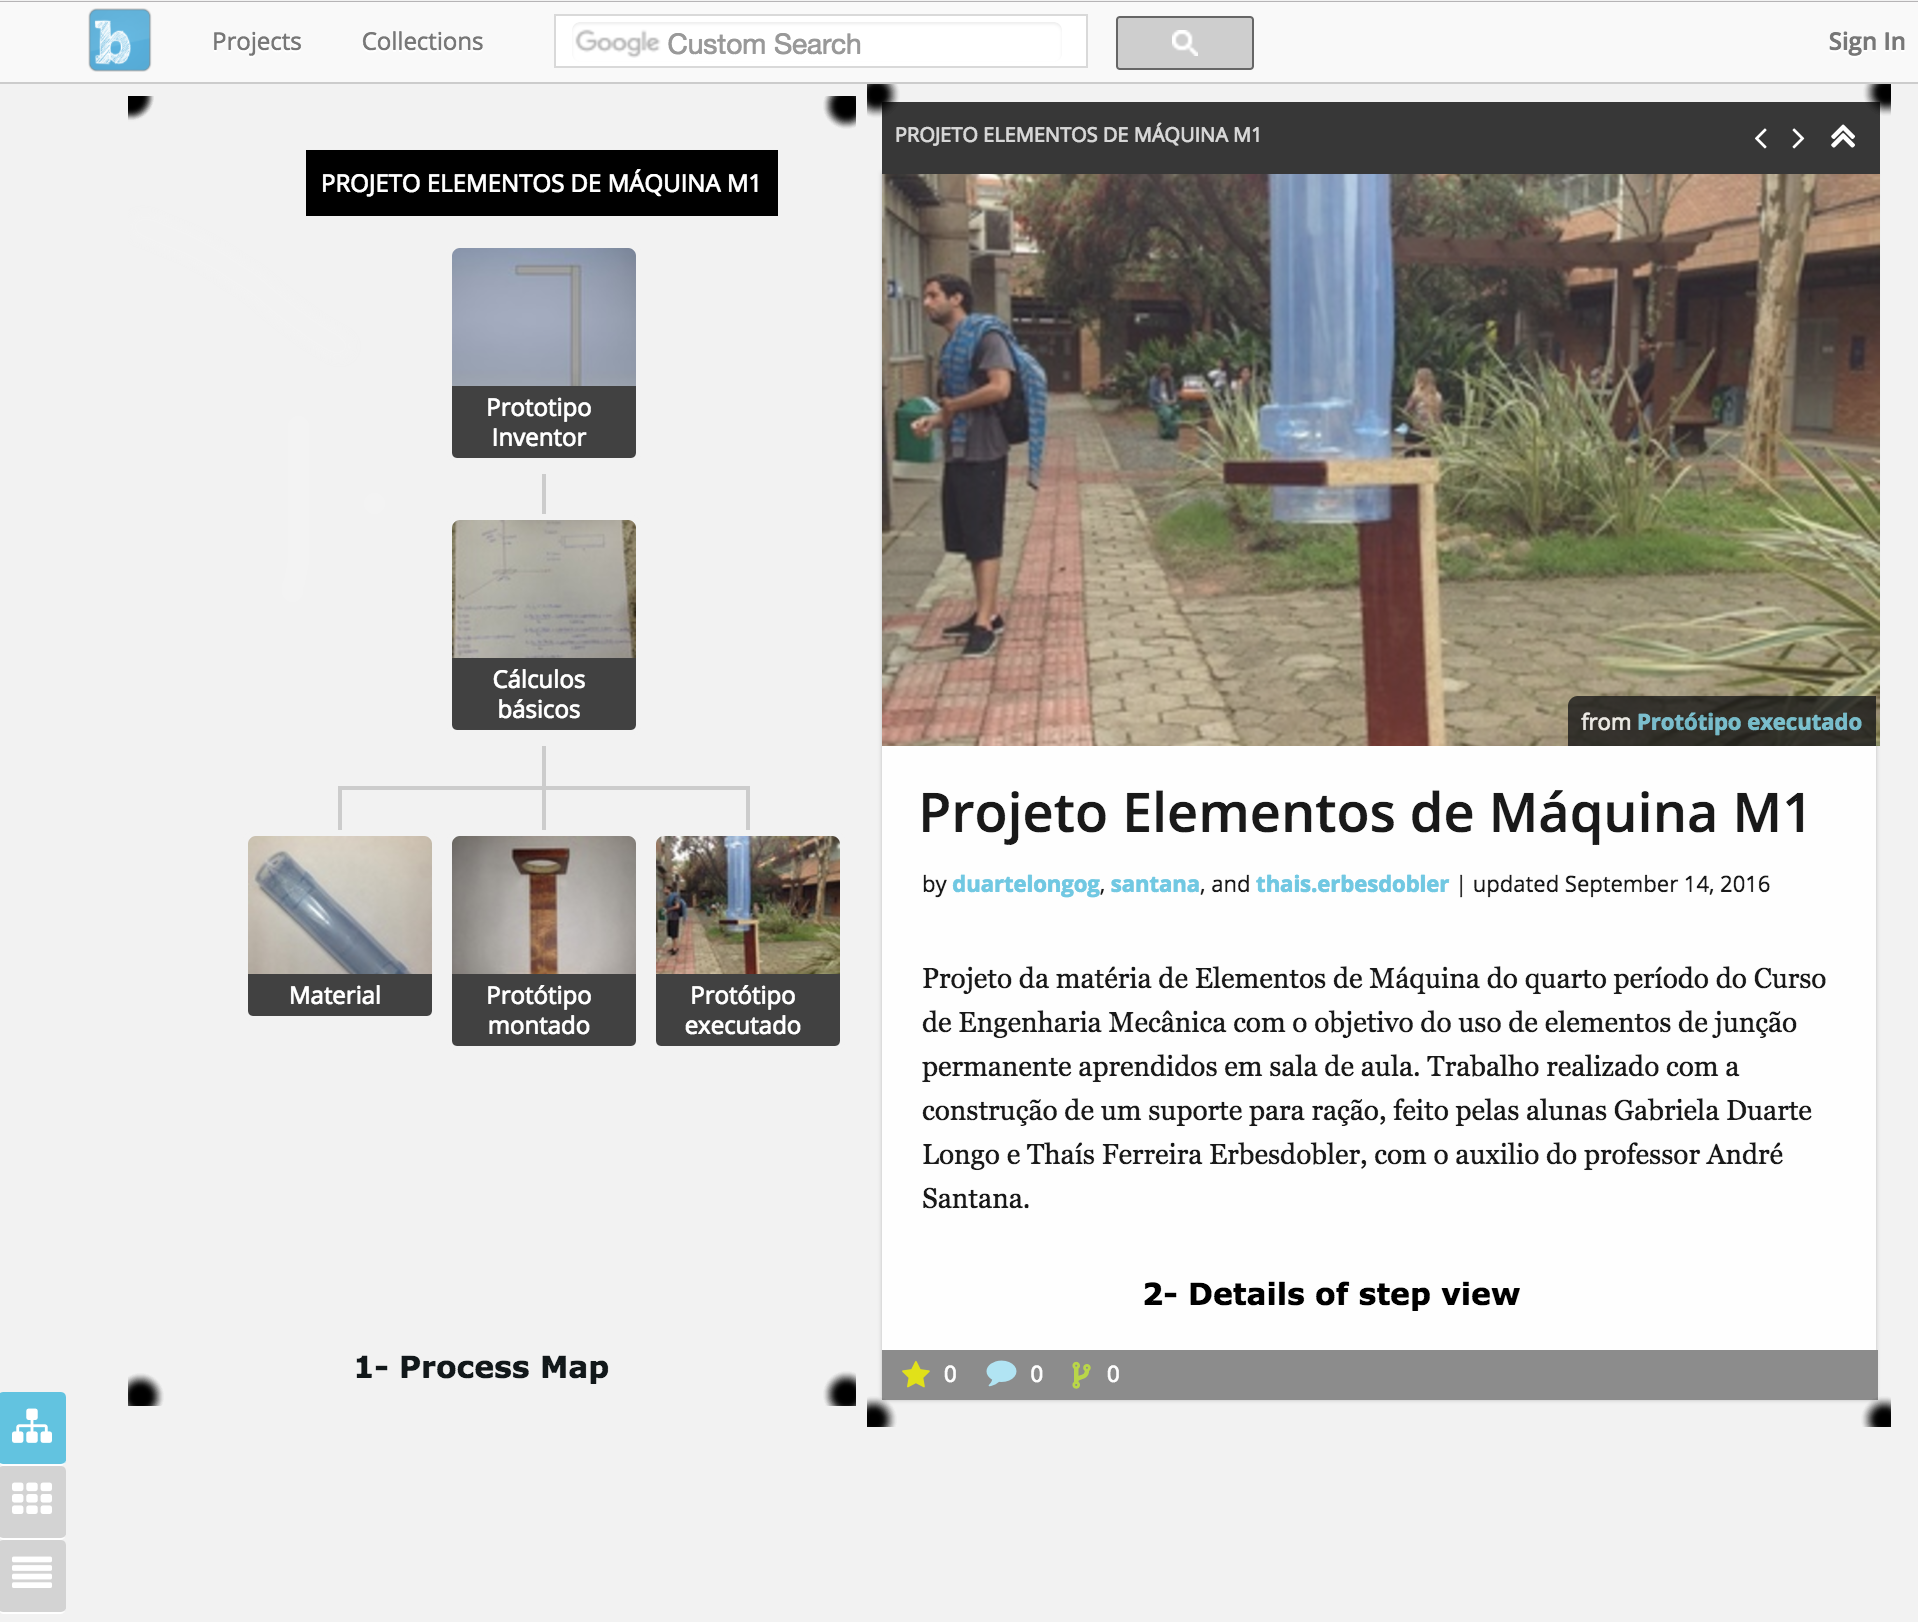 b
Projects
Collections
Google Custom Search
Sign In
PROJETO ELEMENTOS DE MÁQUINA M1
Prototipo
Inventor
Cálculos
básicos
Material
Protótipo
montado
Protótipo
executado
1- Process Map
PROJETO ELEMENTOS DE MÁQUINA M1
from Protótipo executado
Projeto Elementos de Máquina M1
by duartelongog, santana, and thais.erbesdobler | updated September 14, 2016
Projeto da matéria de Elementos de Máquina do quarto período do Curso
de Engenharia Mecânica com o objetivo do uso de elementos de junção
permanente aprendidos em sala de aula. Trabalho realizado com a
construção de um suporte para ração, feito pelas alunas Gabriela Duarte
Longo e Thaís Ferreira Erbesdobler, com o auxilio do professor André
Santana.
2- Details of step view
0 0 0